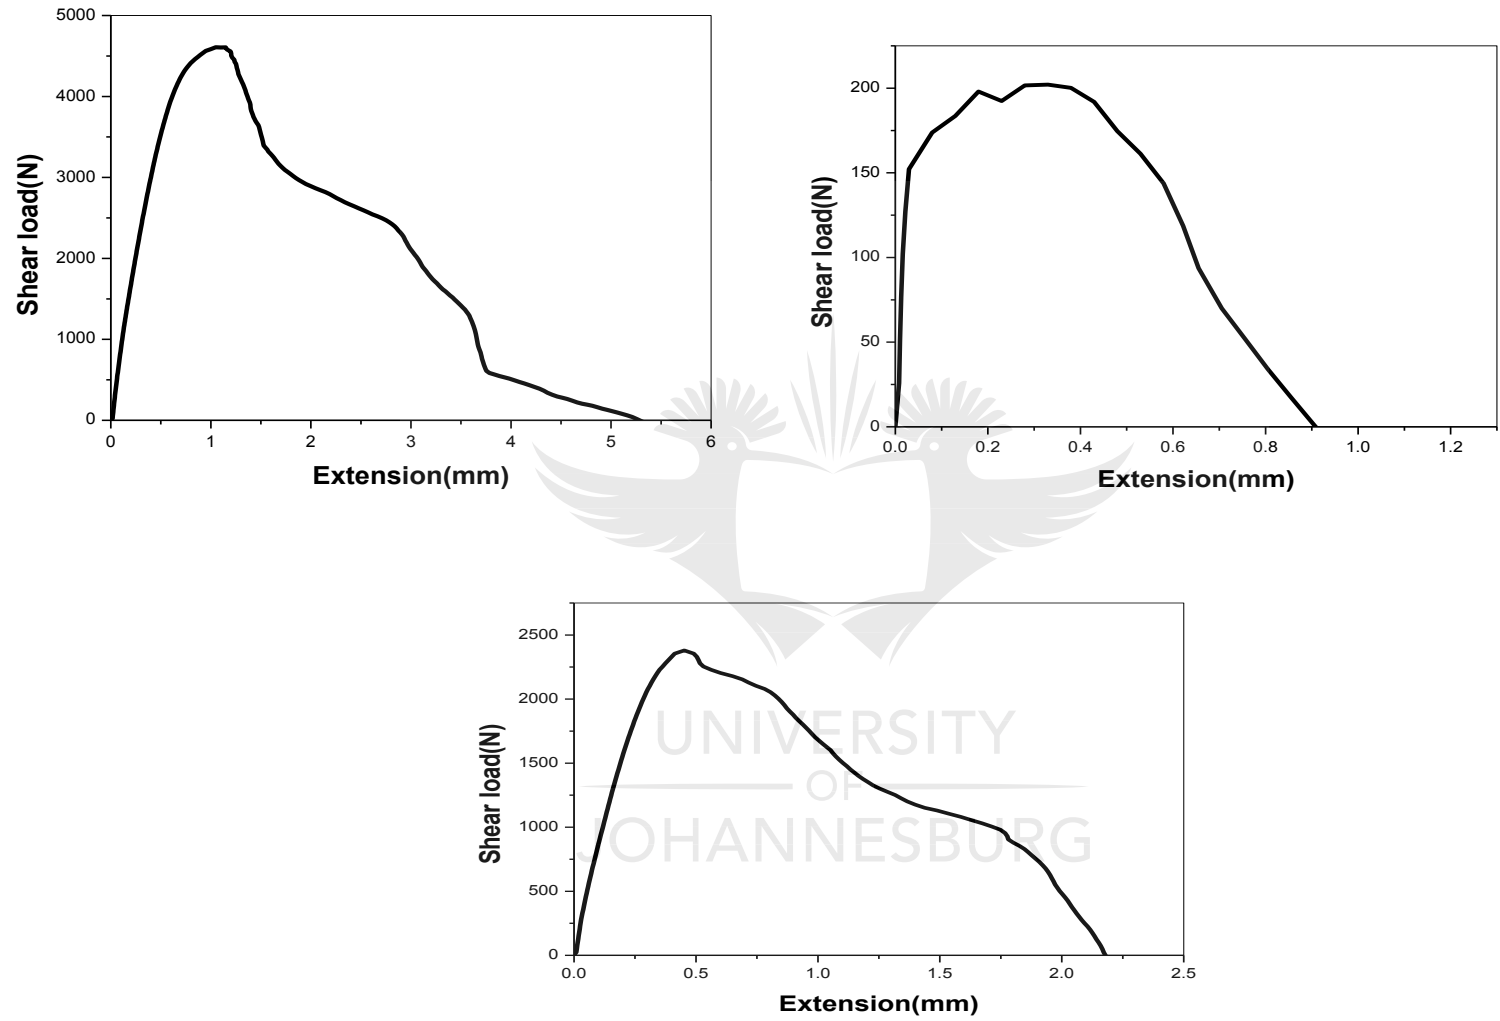 5000
4000
3000
2000
1000
0
0 1 2 3 4 5 6
Shear load(N)
Extension(mm)
200
150
100
50
0
0.0 0.2 0.4 0.6 0.8 1.0 1.2
Shear load(N)
Extension(mm)
2500
2000
1500
1000
500
0
0.0 0.5 1.0 1.5 2.0 2.5
Shear load(N)
Extension(mm)
UNIVERSITY
OF
JOHANNESBURG